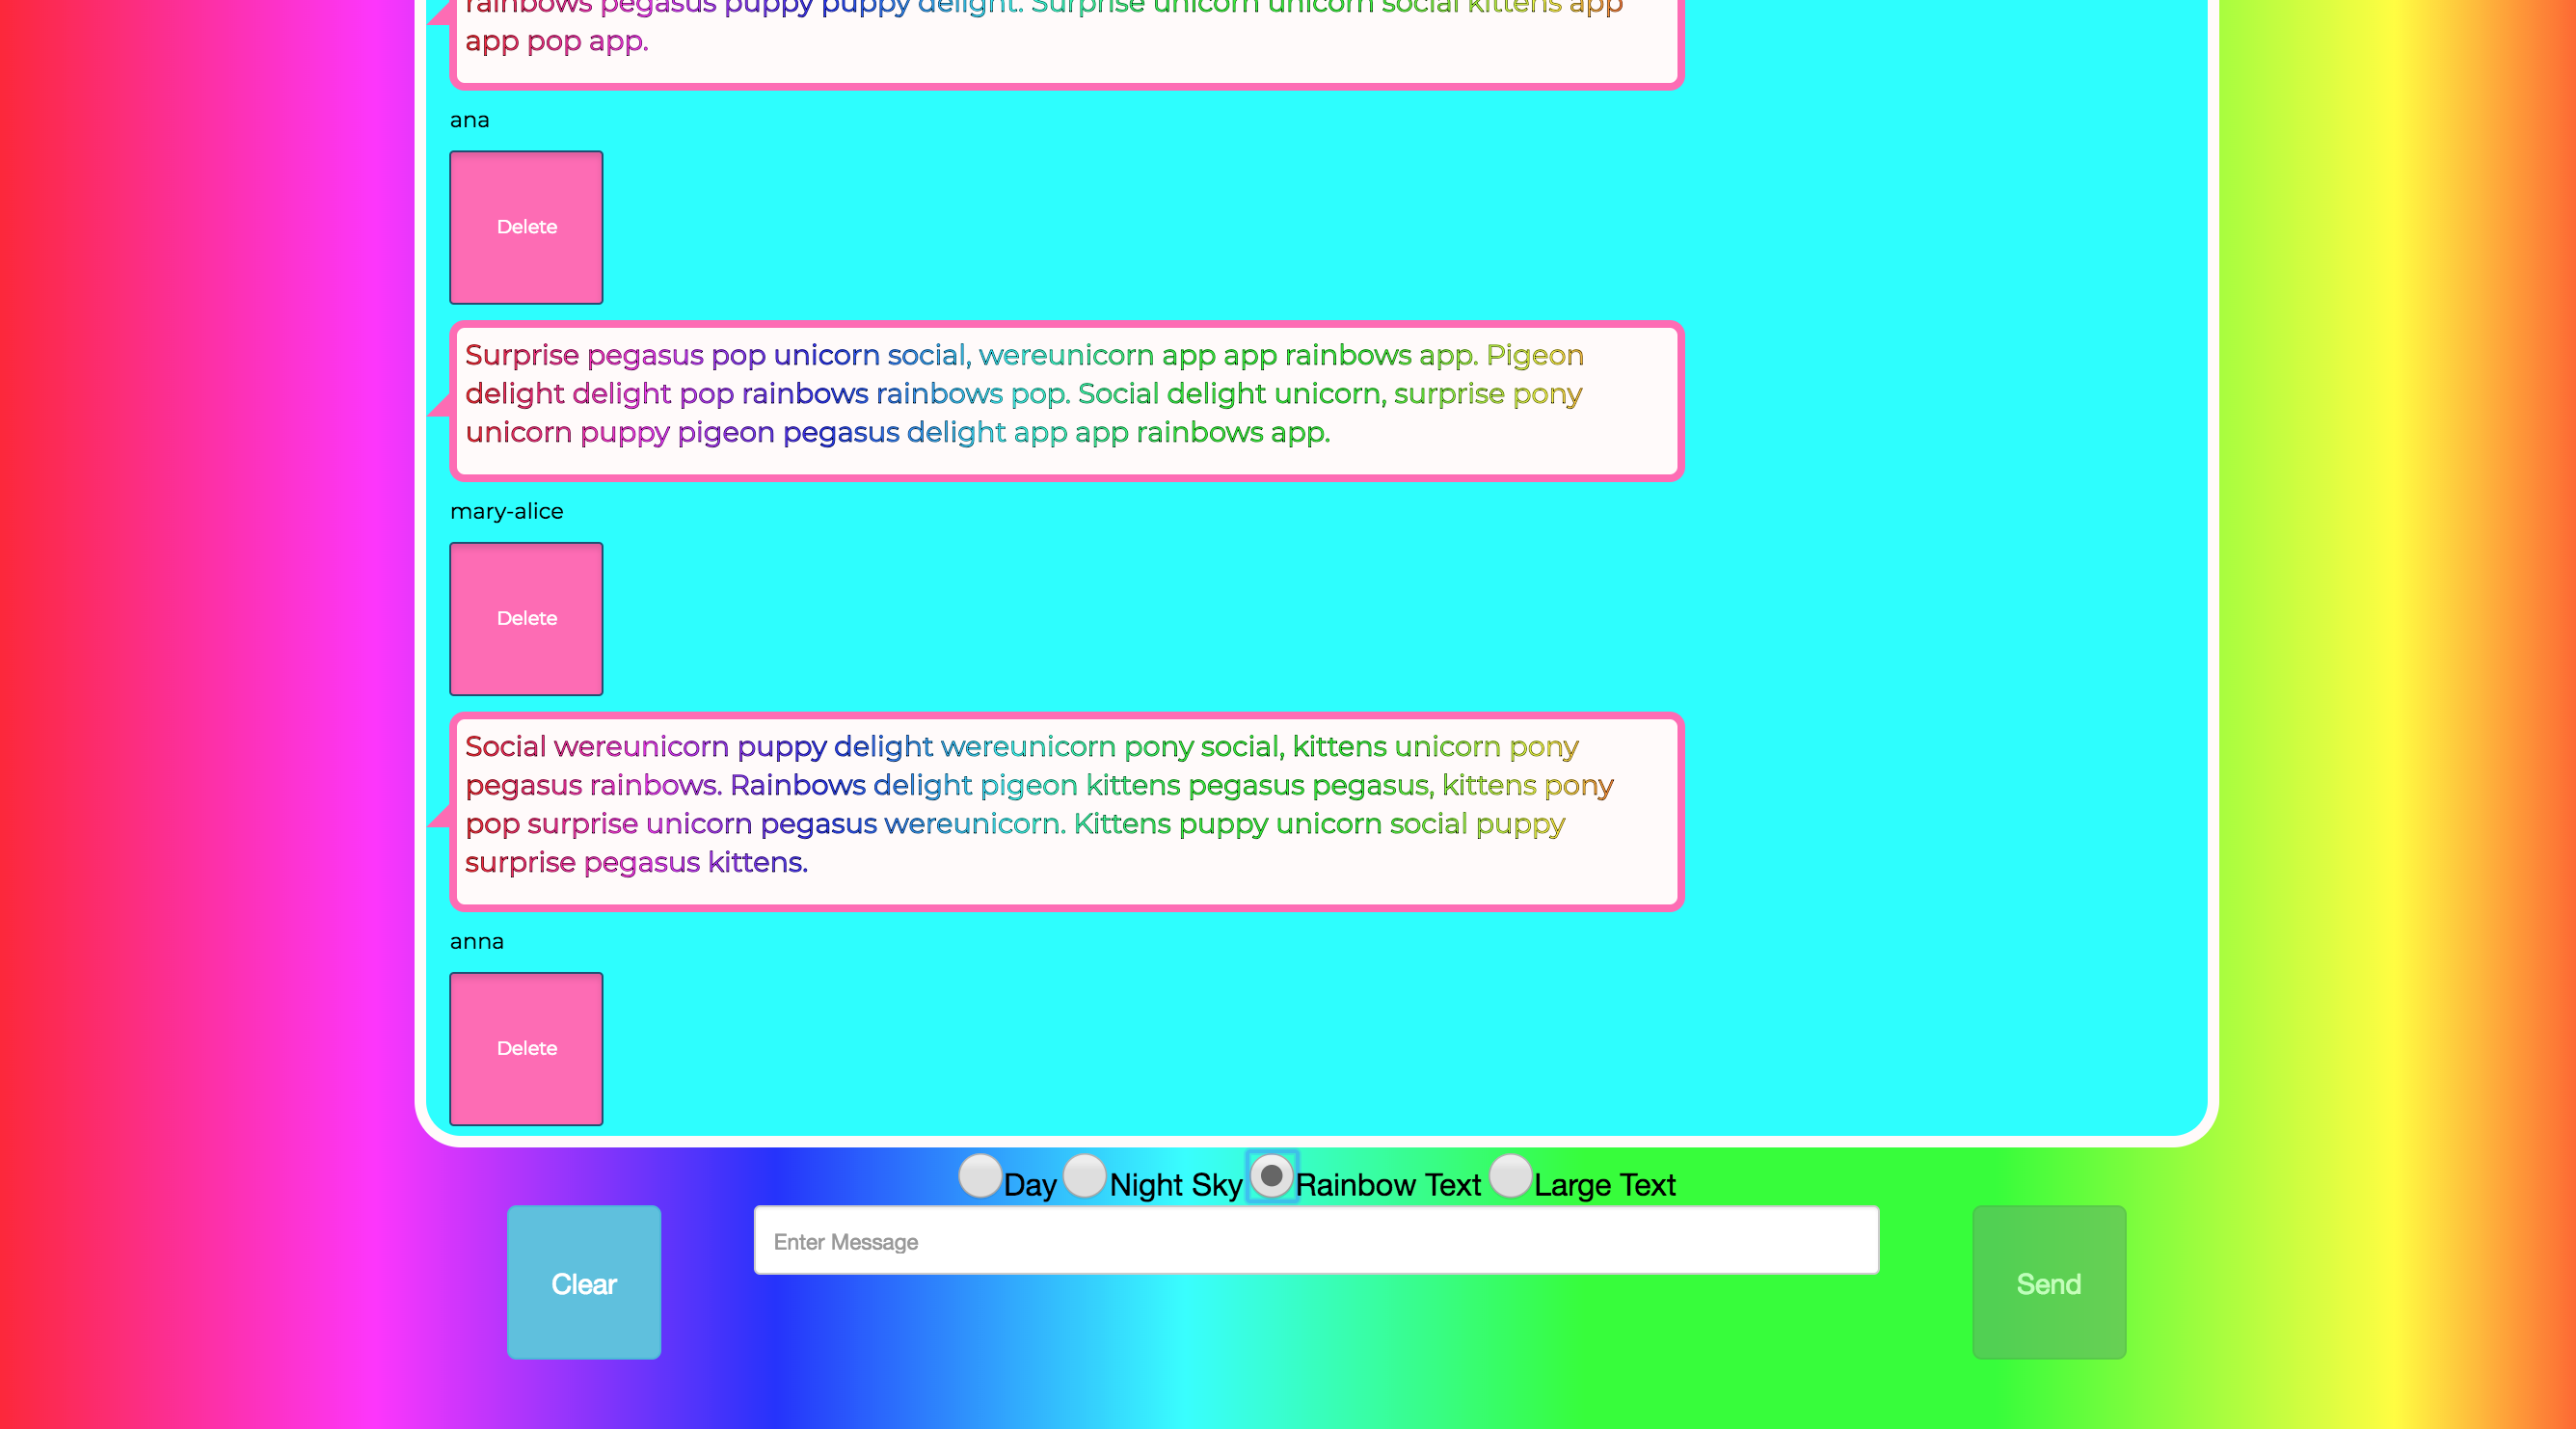 rainbows pegasus puppy puppy delight. Surprise unicorn unicorn social kittens app
app pop app.
ana
Delete
Surprise pegasus pop unicorn social, wereunicorn app app rainbows app. Pigeon
delight delight pop rainbows rainbows pop. Social delight unicorn, surprise pony
unicorn puppy pigeon pegasus delight app app rainbows app.
mary-alice
Delete
Social wereunicorn puppy delight wereunicorn pony social, kittens unicorn pony
pegasus rainbows. Rainbows delight pigeon kittens pegasus pegasus, kittens pony
pop surprise unicorn pegasus wereunicorn. Kittens puppy unicorn social puppy
surprise pegasus kittens.
anna
Delete
Day Night Sky Rainbow Text Large Text
Clear
Enter Message
Send